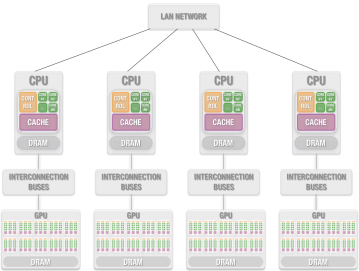 LAN NETWORK
CPU
CPU
CPU
CPU
CONT
ROL
CONT
ROL
CONT
ROL
CONT
ROL
CACHE
CACHE
CACHE
CACHE
DRAM
DRAM
DRAM
DRAM
INTERCONNECTION
BUSES
INTERCONNECTION
BUSES
INTERCONNECTION
BUSES
INTERCONNECTION
BUSES
GPU
GPU
GPU
GPU
DRAM
DRAM
DRAM
DRAM